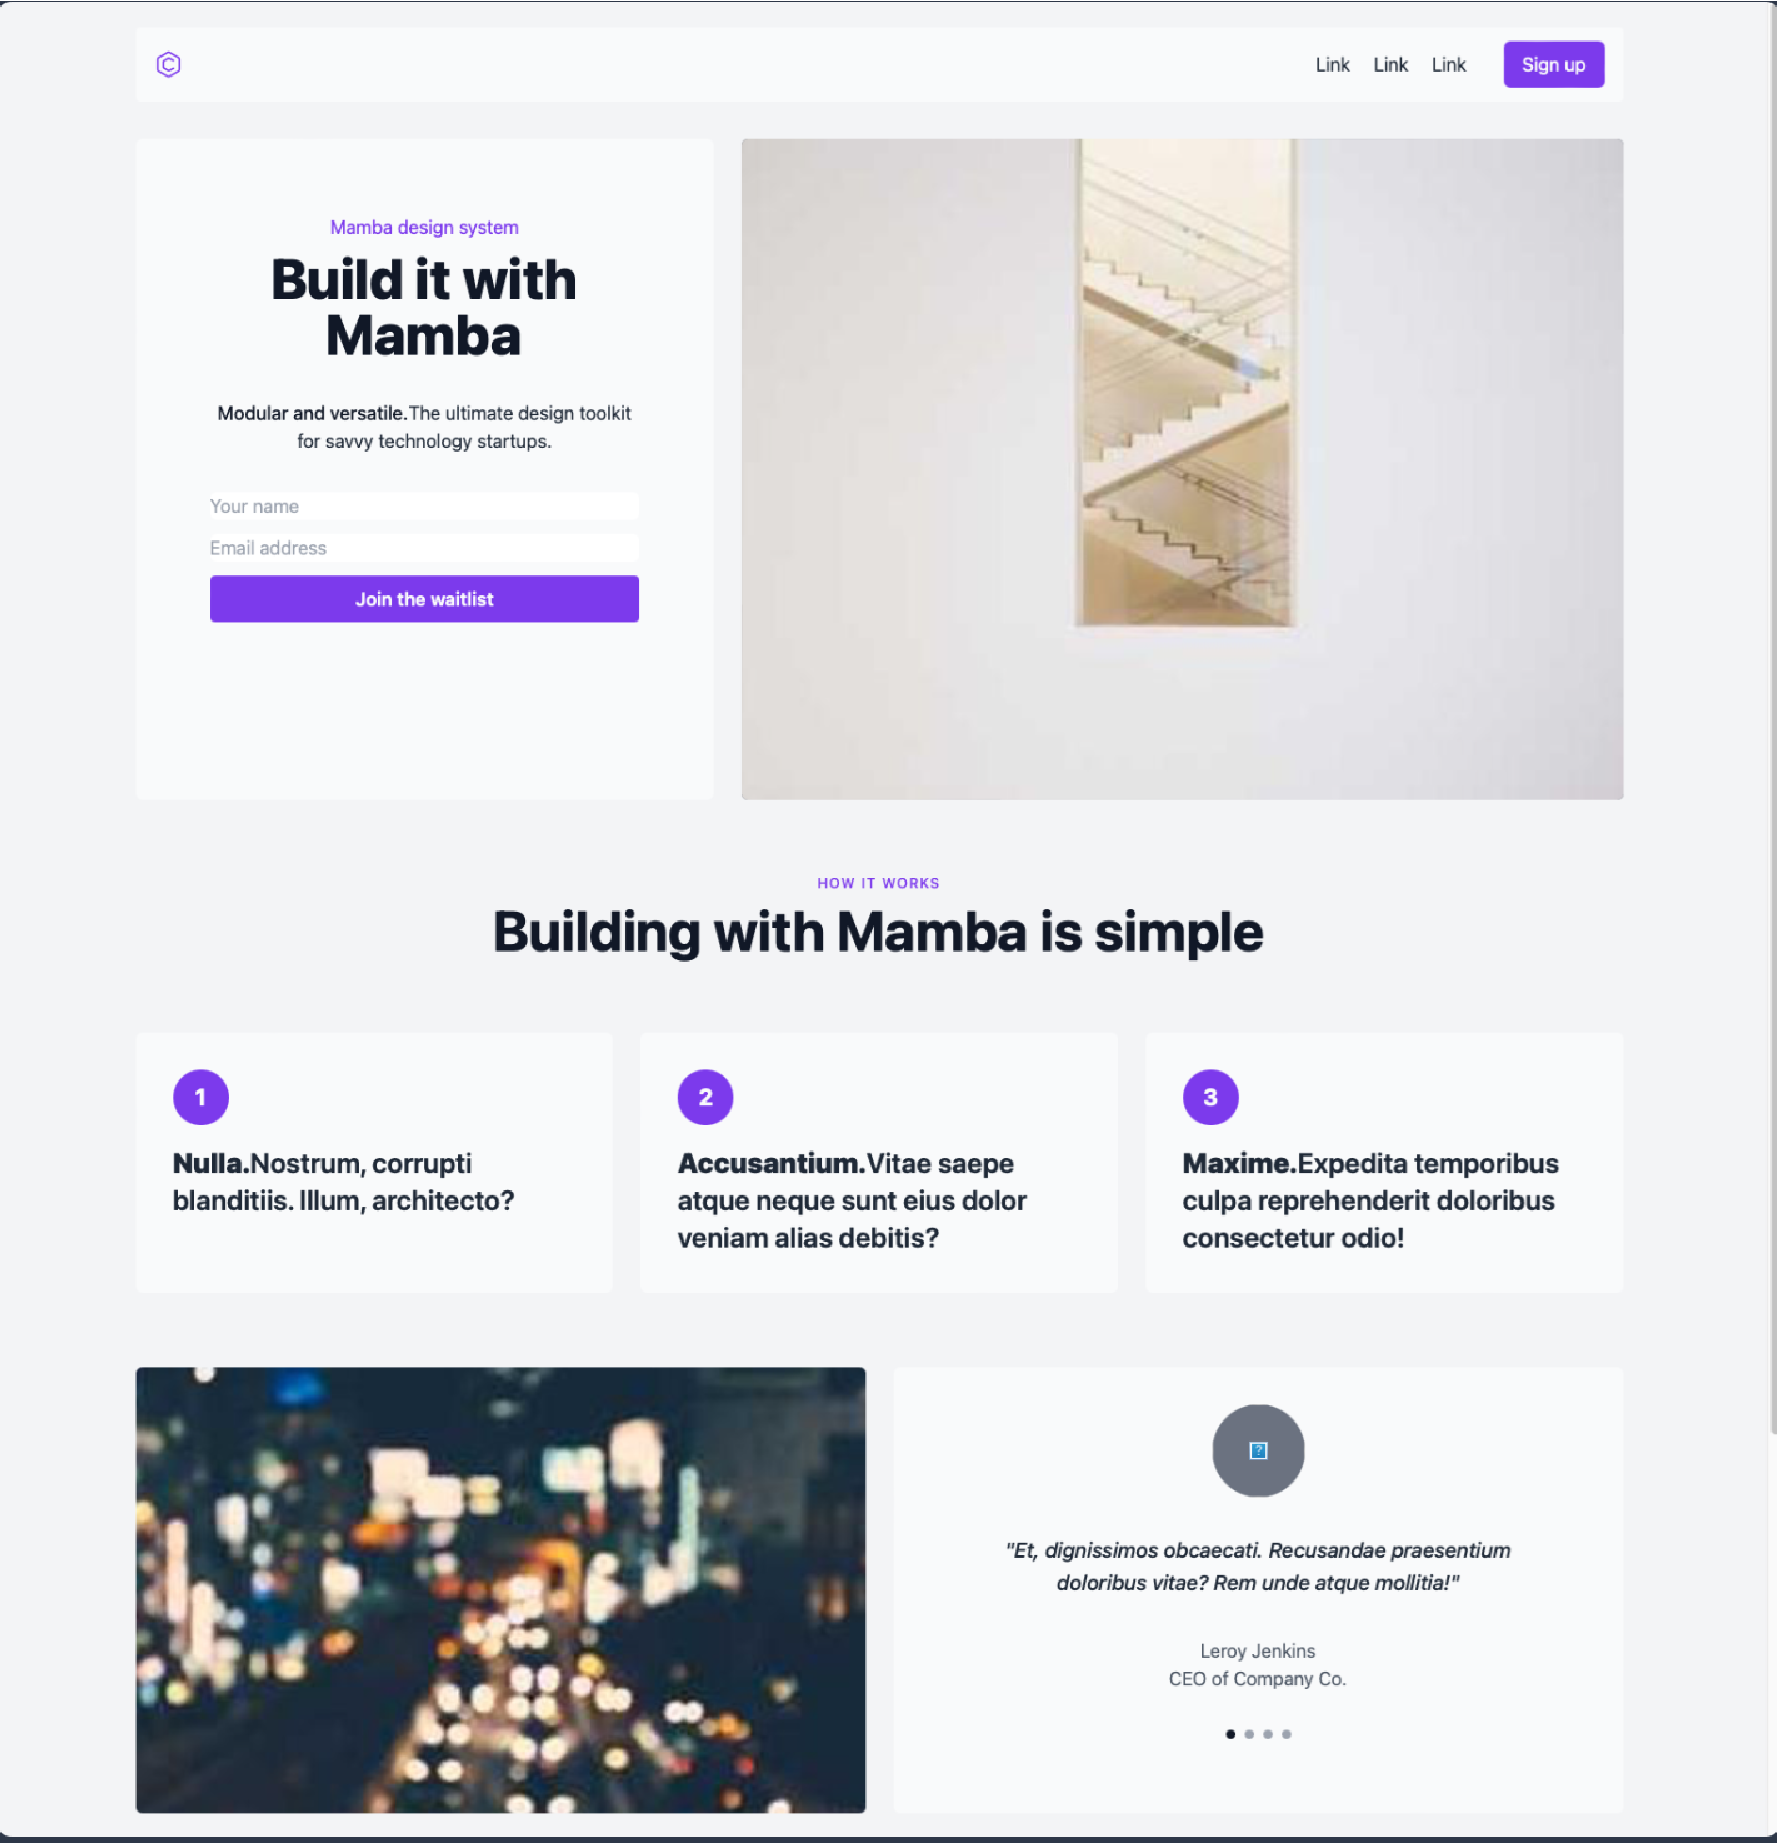 Link Link Link Sign up
Mamba design system
Build it with
Mamba
Modular and versatile.The ultimate design toolkit
for savvy technology startups.
Your name
Email address
Join the waitlist
HOW IT WORKS
Building with Mamba is simple
1
Nulla.Nostrum, corrupti
blanditiis. Illum, architecto?
2
Accusantium.Vitae saepe
atque neque sunt eius dolor
veniam alias debitis?
3
Maxime.Expedita temporibus
culpa reprehenderit doloribus
consectetur odio!
"Et, dignissimos obcaecati. Recusandae praesentium
doloribus vitae? Rem unde atque mollitia!"
Leroy Jenkins
CEO of Company Co.